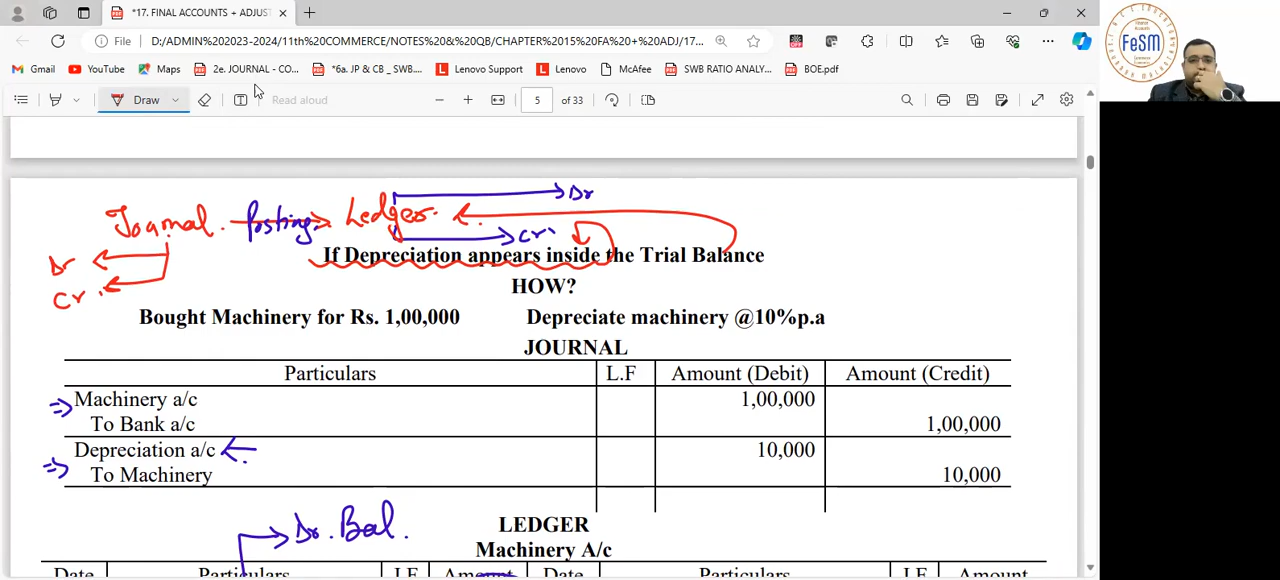 *17. FINAL ACCOUNTS + ADJUST
File D:/ADMIN%202023-2024/11th%20COMMERCE/NOTES%20+%20QB/CHAPTER%2015%20FA%20+%20ADJ/17...
Gmail YouTube Maps 2e. JOURNAL - CO... *6a. JP & CB _ SWB.... Lenovo Support Lenovo McAfee SWB RATIO ANALY... BOE.pdf
Draw Read aloud 5 of 33
FeSM
Journal. Posting. Ledger. Dr
Cr.
Dr
Cr.
If Depreciation appears inside the Trial Balance
HOW?
Bought Machinery for Rs. 1,00,000 Depreciate machinery @10%p.a
JOURNAL
Particulars L.F Amount (Debit) Amount (Credit)
Machinery a/c 1,00,000
To Bank a/c 1,00,000
Depreciation a/c 10,000
To Machinery 10,000
Dr. Bal.
LEDGER
Machinery A/c
Date Particulars LF Amount Date Particulars LF Amount